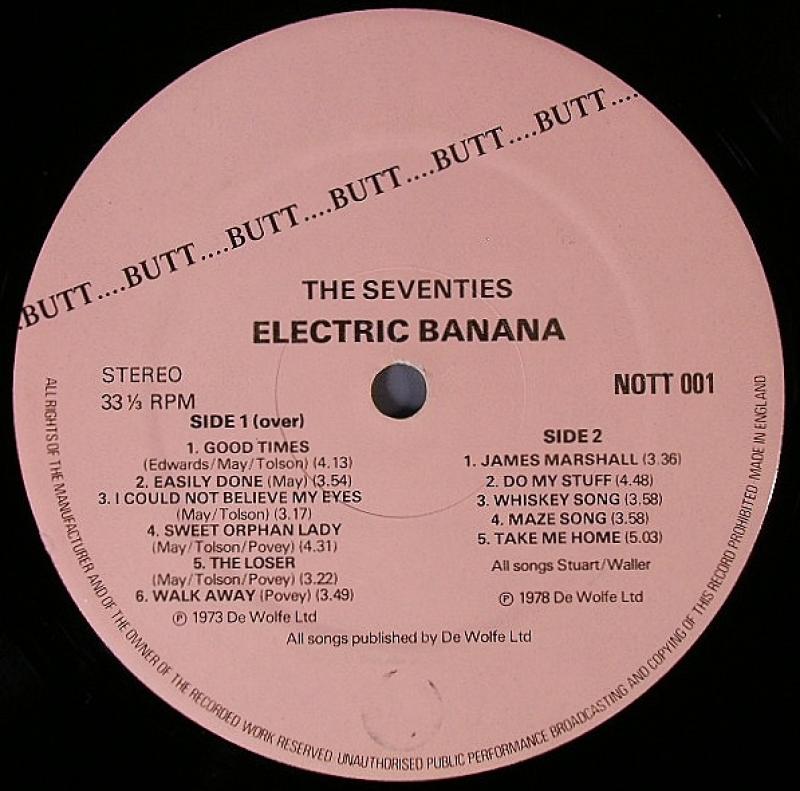 .BUTT....BUTT....BUTT....BUTT....BUTT....BUTT....
THE SEVENTIES
ELECTRIC BANANA
STEREO
33 ⅓ RPM
NOTT 001
SIDE 1 (over)
1. GOOD TIMES
(Edwards/May/Tolson) (4.13)
2. EASILY DONE (May) (3.54)
3. I COULD NOT BELIEVE MY EYES
(May/Tolson) (3.17)
4. SWEET ORPHAN LADY
(May/Tolson/Povey) (4.31)
5. THE LOSER
(May/Tolson/Povey) (3.22)
6. WALK AWAY (Povey) (3.49)
℗ 1973 De Wolfe Ltd
SIDE 2
1. JAMES MARSHALL (3.36)
2. DO MY STUFF (4.48)
3. WHISKEY SONG (3.58)
4. MAZE SONG (3.58)
5. TAKE ME HOME (5.03)
All songs Stuart/Waller
℗ 1978 De Wolfe Ltd
All songs published by De Wolfe Ltd
ALL RIGHTS OF THE MANUFACTURER AND OF THE OWNER OF THE RECORDED WORK RESERVED UNAUTHORISED PUBLIC PERFORMANCE BROADCASTING AND COPYING OF THIS RECORD PROHIBITED MADE IN ENGLAND